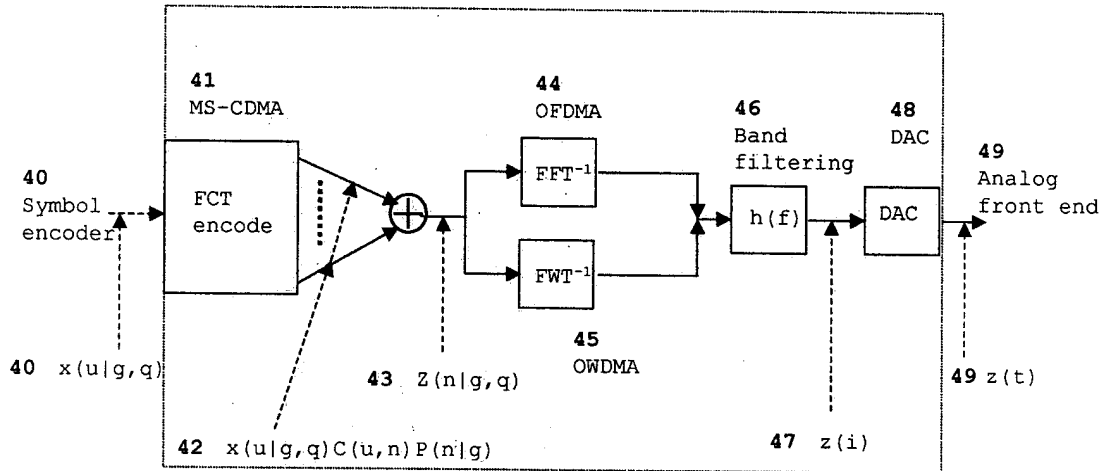 41
MS-CDMA
44
OFDMA
46
Band
filtering
48
DAC
49
Analog
front end
40
Symbol
encoder
FCT
encode
FFT⁻¹
h(f)
DAC
FWT⁻¹
45
OWDMA
40 x(u|g,q)
43 Z(n|g,q)
49 z(t)
42 x(u|g,q)C(u,n)P(n|g)
47 z(i)